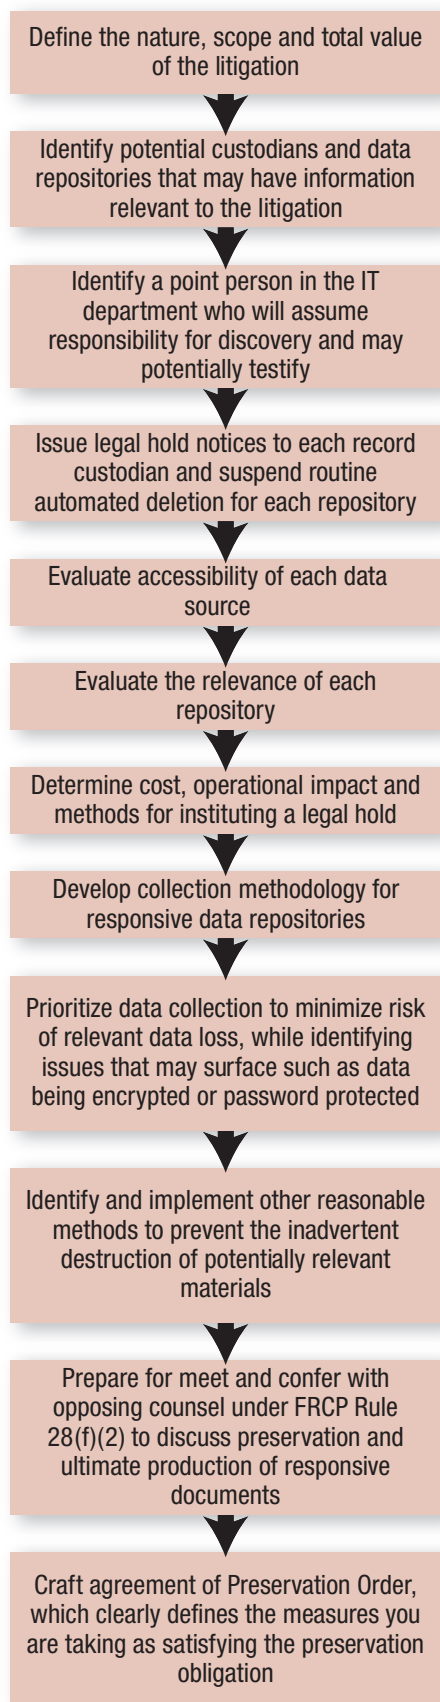 Define the nature, scope and total value
of the litigation
Identify potential custodians and data
repositories that may have information
relevant to the litigation
Identify a point person in the IT
department who will assume
responsibility for discovery and may
potentially testify
Issue legal hold notices to each record
custodian and suspend routine
automated deletion for each repository
Evaluate accessibility of each data
source
Evaluate the relevance of each
repository
Determine cost, operational impact and
methods for instituting a legal hold
Develop collection methodology for
responsive data repositories
Prioritize data collection to minimize risk
of relevant data loss, while identifying
issues that may surface such as data
being encrypted or password protected
Identify and implement other reasonable
methods to prevent the inadvertent
destruction of potentially relevant
materials
Prepare for meet and confer with
opposing counsel under FRCP Rule
28(f)(2) to discuss preservation and
ultimate production of responsive
documents
Craft agreement of Preservation Order,
which clearly defines the measures you
are taking as satisfying the preservation
obligation